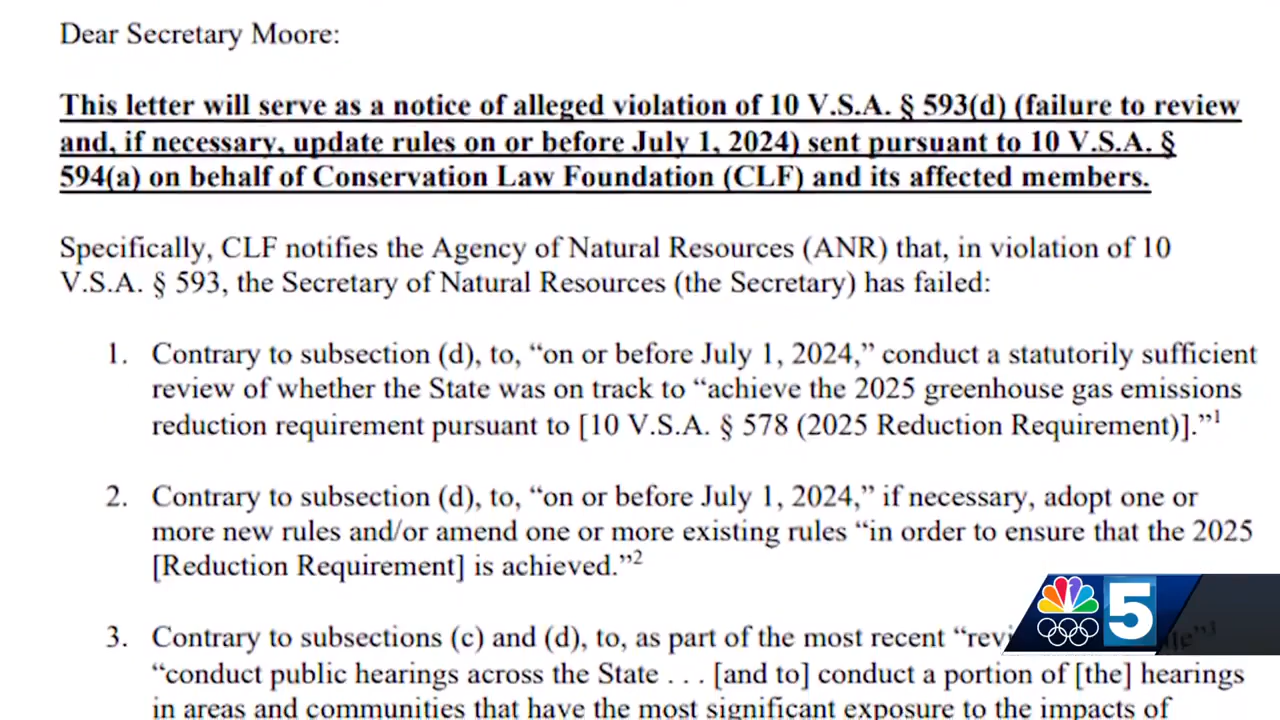 Dear Secretary Moore:
This letter will serve as a notice of alleged violation of 10 V.S.A. § 593(d) (failure to review
and, if necessary, update rules on or before July 1, 2024) sent pursuant to 10 V.S.A. §
594(a) on behalf of Conservation Law Foundation (CLF) and its affected members.
Specifically, CLF notifies the Agency of Natural Resources (ANR) that, in violation of 10
V.S.A. § 593, the Secretary of Natural Resources (the Secretary) has failed:
1. Contrary to subsection (d), to, “on or before July 1, 2024,” conduct a statutorily sufficient
review of whether the State was on track to “achieve the 2025 greenhouse gas emissions
reduction requirement pursuant to [10 V.S.A. § 578 (2025 Reduction Requirement)].”¹
2. Contrary to subsection (d), to, “on or before July 1, 2024,” if necessary, adopt one or
more new rules and/or amend one or more existing rules “in order to ensure that the 2025
[Reduction Requirement] is achieved.”²
3. Contrary to subsections (c) and (d), to, as part of the most recent
“conduct public hearings across the State . . . [and to] conduct a portion of [the] hearings
in areas and communities that have the most significant exposure to the impacts of
5